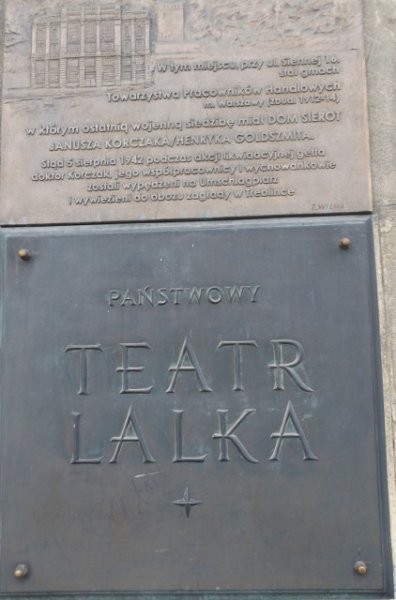 W tym miejscu, przy ul. Siennej 16,
stał gmach
Towarzystwa Pracowników Handlowych
m. Warszawy (zbud. 1912-14),
w którym ostatnią wojenną siedzibę miał DOM SIEROT
JANUSZA KORCZAKA/HENRYKA GOLDSZMITA.
Stąd 5 sierpnia 1942 podczas akcji likwidacyjnej getta
doktor Korczak, jego współpracownicy i wychowankowie
zostali wypędzeni na Umschlagplatz
i wywiezieni do obozu zagłady w Treblince
PAŃSTWOWY
TEATR
LALKA